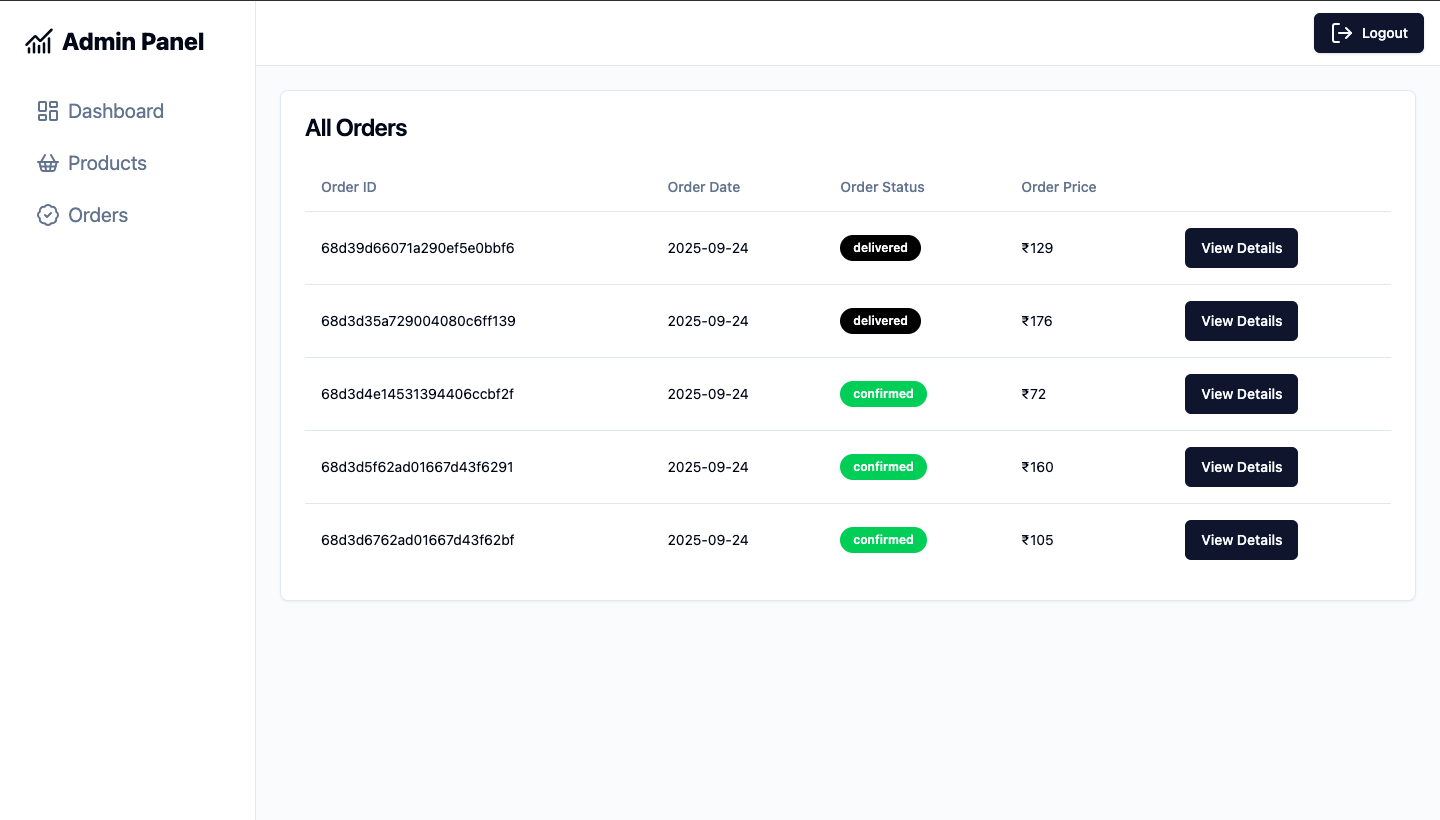 Admin Panel
Logout
Dashboard
Products
Orders
All Orders
Order ID Order Date Order Status Order Price
68d39d66071a290ef5e0bbf6 2025-09-24 delivered ₹129 View Details
68d3d35a729004080c6ff139 2025-09-24 delivered ₹176 View Details
68d3d4e14531394406ccbf2f 2025-09-24 confirmed ₹72 View Details
68d3d5f62ad01667d43f6291 2025-09-24 confirmed ₹160 View Details
68d3d6762ad01667d43f62bf 2025-09-24 confirmed ₹105 View Details